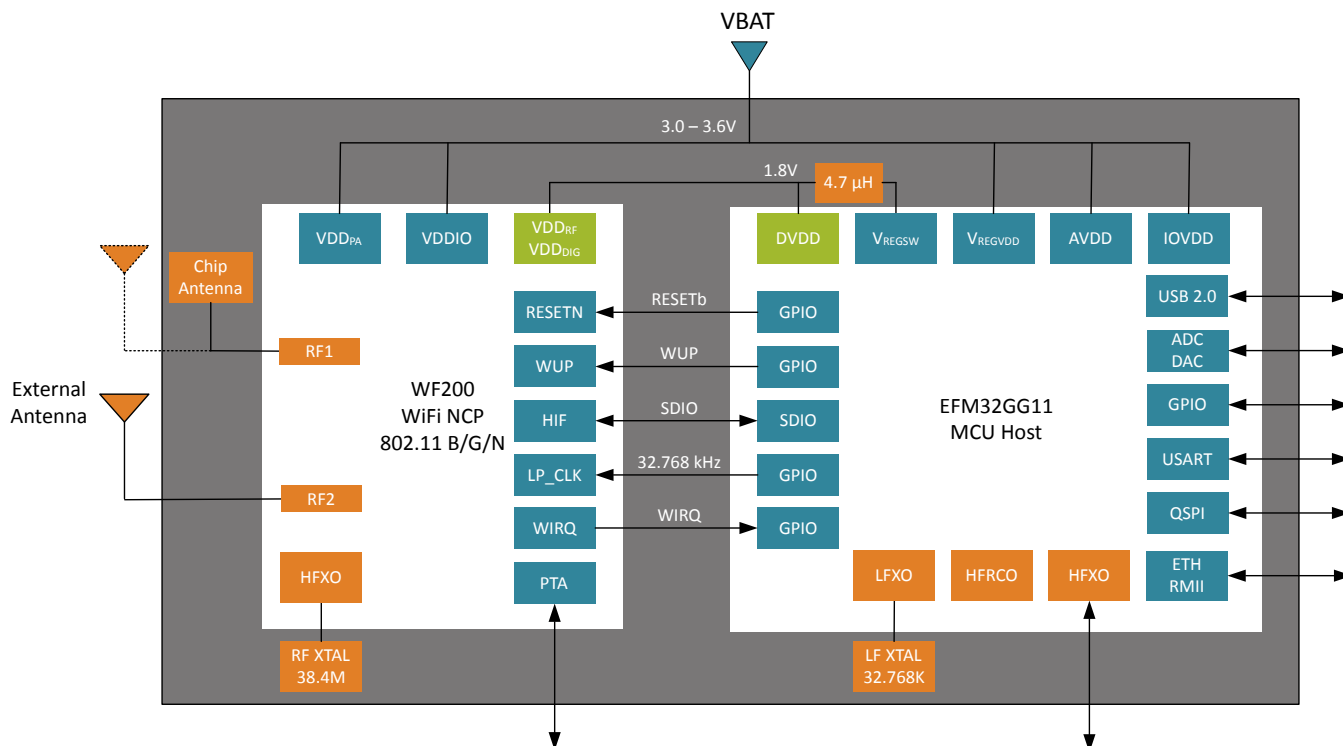 VBAT
3.0 – 3.6V
1.8V
4.7 µH
VDDPA
VDDIO
VDDRF
VDDDIG
DVDD
VREGSW
VREGVDD
AVDD
IOVDD
Chip
Antenna
RF1
External
Antenna
RF2
HFXO
RF XTAL
38.4M
WF200
WiFi NCP
802.11 B/G/N
RESETN
WUP
HIF
LP_CLK
WIRQ
PTA
RESETb
WUP
SDIO
32.768 kHz
WIRQ
GPIO
GPIO
SDIO
GPIO
GPIO
EFM32GG11
MCU Host
LFXO
HFRCO
HFXO
LF XTAL
32.768K
USB 2.0
ADC
DAC
GPIO
USART
QSPI
ETH
RMII